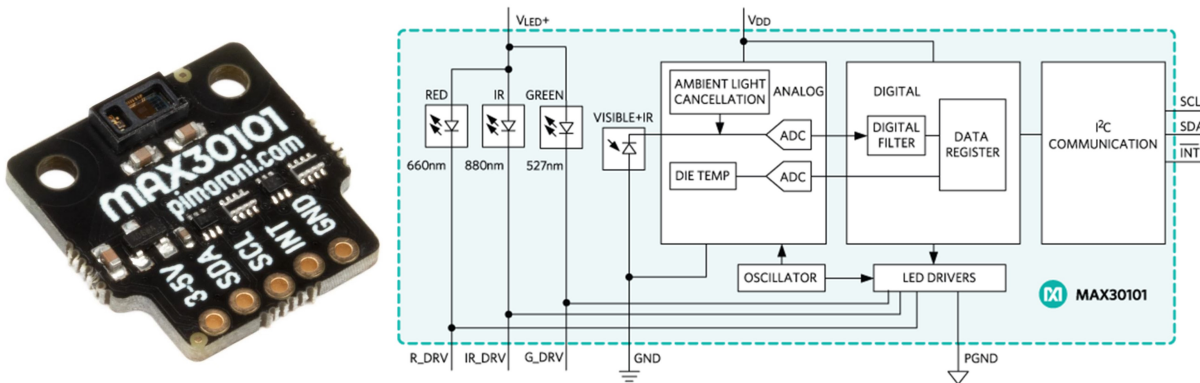 MAX30101
pimoroni.com
3-5V
SDA
SCL
INT
GND
VLED+
VDD
RED
IR
GREEN
660nm
880nm
527nm
VISIBLE+IR
AMBIENT LIGHT
CANCELLATION
ANALOG
ADC
DIE TEMP
ADC
DIGITAL
DIGITAL
FILTER
DATA
REGISTER
I²C
COMMUNICATION
SCL
SDA
INT
OSCILLATOR
LED DRIVERS
MAX30101
R_DRV
IR_DRV
G_DRV
GND
PGND